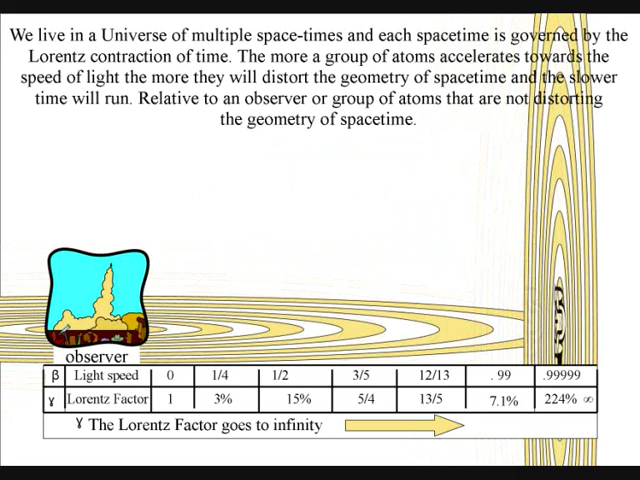 We live in a Universe of multiple space-times and each spacetime is governed by the
Lorentz contraction of time. The more a group of atoms accelerates towards the
speed of light the more they will distort the geometry of spacetime and the slower
time will run. Relative to an observer or group of atoms that are not distorting
the geometry of spacetime.
observer
β Light speed 0 1/4 1/2 3/5 12/13 . 99 .99999
γ Lorentz Factor 1 3% 15% 5/4 13/5 7.1% 224% ∞
γ The Lorentz Factor goes to infinity